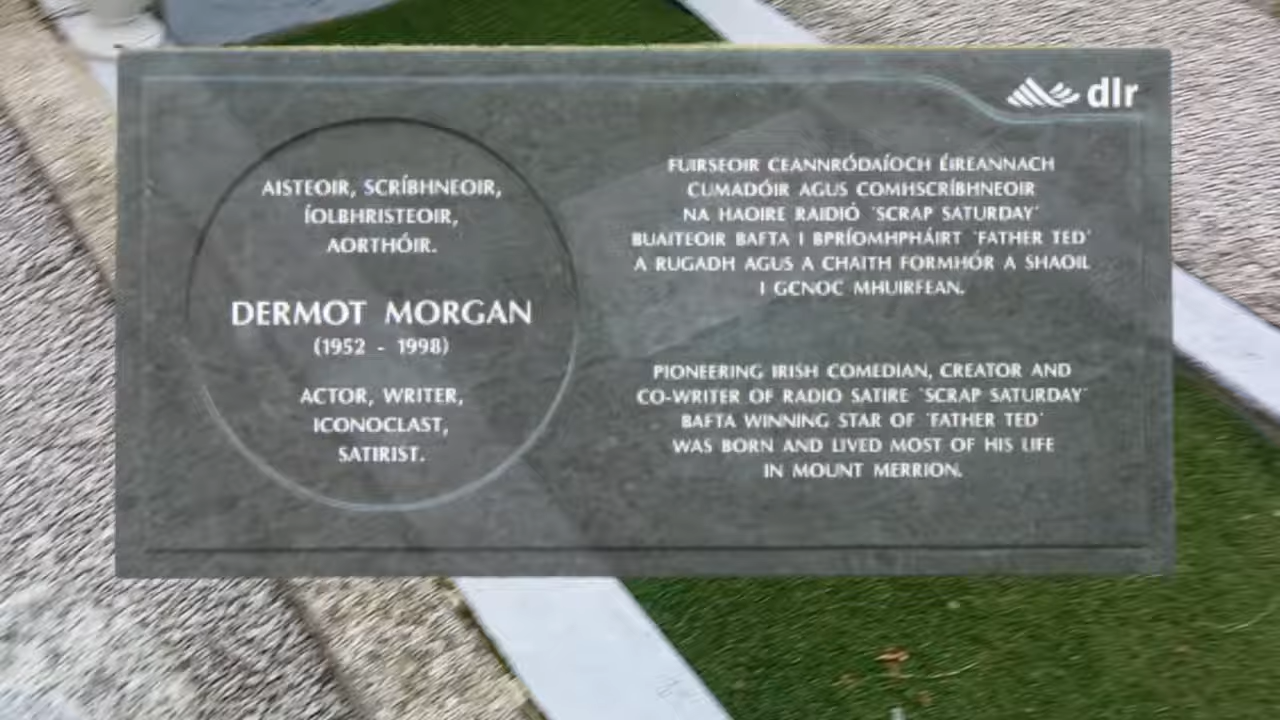 dlr
AISTEOIR, SCRÍBHNEOIR,
ÍOLBHRISTEOIR,
AORTHÓIR.
DERMOT MORGAN
(1952 - 1998)
ACTOR, WRITER,
ICONOCLAST,
SATIRIST.
FUIRSEOIR CEANNRÓDAÍOCH ÉIREANNACH
CUMADÓIR AGUS COMHSCRÍBHNEOIR
NA HAOIRE RAIDIÓ 'SCRAP SATURDAY'
BUAITEOIR BAFTA I BPRÍOMHPHÁIRT 'FATHER TED'
A RUGADH AGUS A CHAITH FORMHÓR A SHAOIL
I GCNOC MHUIRFEAN.
PIONEERING IRISH COMEDIAN, CREATOR AND
CO-WRITER OF RADIO SATIRE 'SCRAP SATURDAY'
BAFTA WINNING STAR OF 'FATHER TED'
WAS BORN AND LIVED MOST OF HIS LIFE
IN MOUNT MERRION.